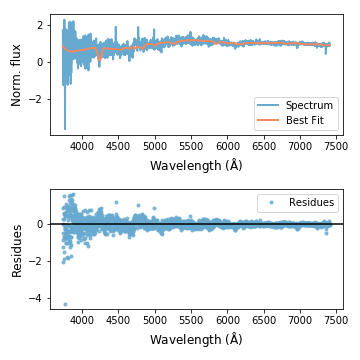 Norm. flux
2
0
−2
Spectrum
Best Fit
4000 4500 5000 5500 6000 6500 7000 7500
Wavelength (Å)
Residues
0
−2
−4
Residues
4000 4500 5000 5500 6000 6500 7000 7500
Wavelength (Å)